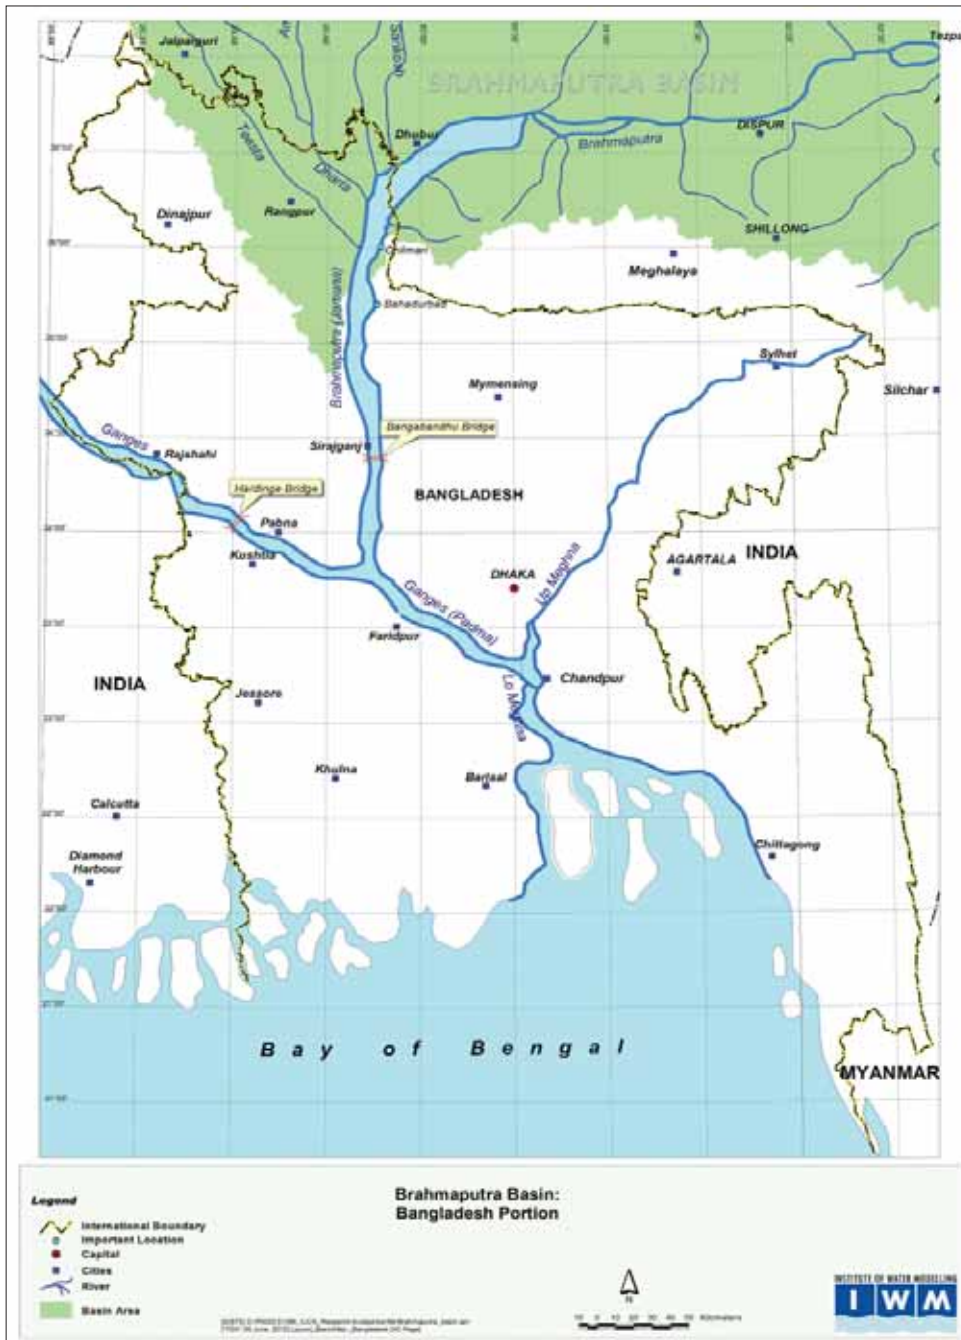 Jalpaiguri
Tezpur
BRAHMAPUTRA BASIN
Dhubur
DISPUR
Brahmaputra
Teesta
Dharla
Rangpur
Dinajpur
SHILLONG
Chilmari
Meghalaya
Bahadurbad
Brahmaputra (Jamuna)
Sylhet
Mymensing
Silchar
Ganges
Bangabandhu Bridge
Sirajganj
Rajshahi
Hardinge Bridge
BANGLADESH
Pabna
Kushtia
INDIA
AGARTALA
DHAKA
Up Meghna
Ganges (Padma)
Faridpur
INDIA
Chandpur
Jessore
Lo Meghna
Khulna
Barisal
Calcutta
Chittagong
Diamond
Harbour
Bay of Bengal
MYANMAR
Brahmaputra Basin:
Bangladesh Portion
Legend
International Boundary
Important Location
Capital
Cities
River
Basin Area
N
Kilometers
INSTITUTE OF WATER MODELLING
IWM